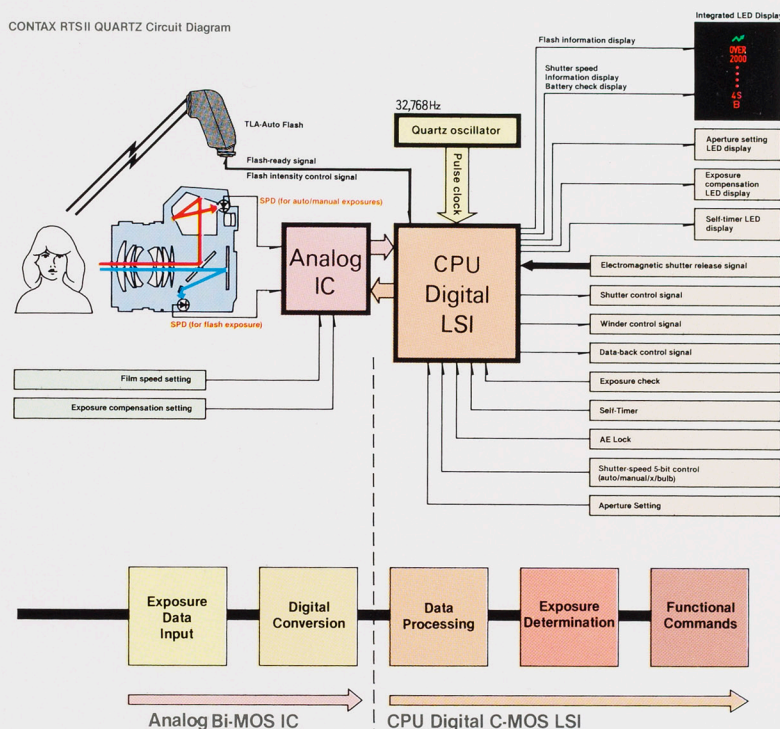 CONTAX RTSII QUARTZ Circuit Diagram
Integrated LED Display
Flash information display
OVER
2000
4S
B
Shutter speed
Information display
Battery check display
32,768Hz
Quartz oscillator
Pulse clock
TLA-Auto Flash
Flash-ready signal
Flash intensity control signal
Aperture setting
LED display
Exposure
compensation
LED display
Self-timer LED
display
SPD (for auto/manual exposures)
Analog
IC
CPU
Digital
LSI
SPD (for flash exposure)
Electromagnetic shutter release signal
Shutter control signal
Winder control signal
Data-back control signal
Exposure check
Self-Timer
AE Lock
Shutter-speed 5-bit control
(auto/manual/x/bulb)
Aperture Setting
Film speed setting
Exposure compensation setting
Exposure
Data
Input
Digital
Conversion
Data
Processing
Exposure
Determination
Functional
Commands
Analog Bi-MOS IC
CPU Digital C-MOS LSI